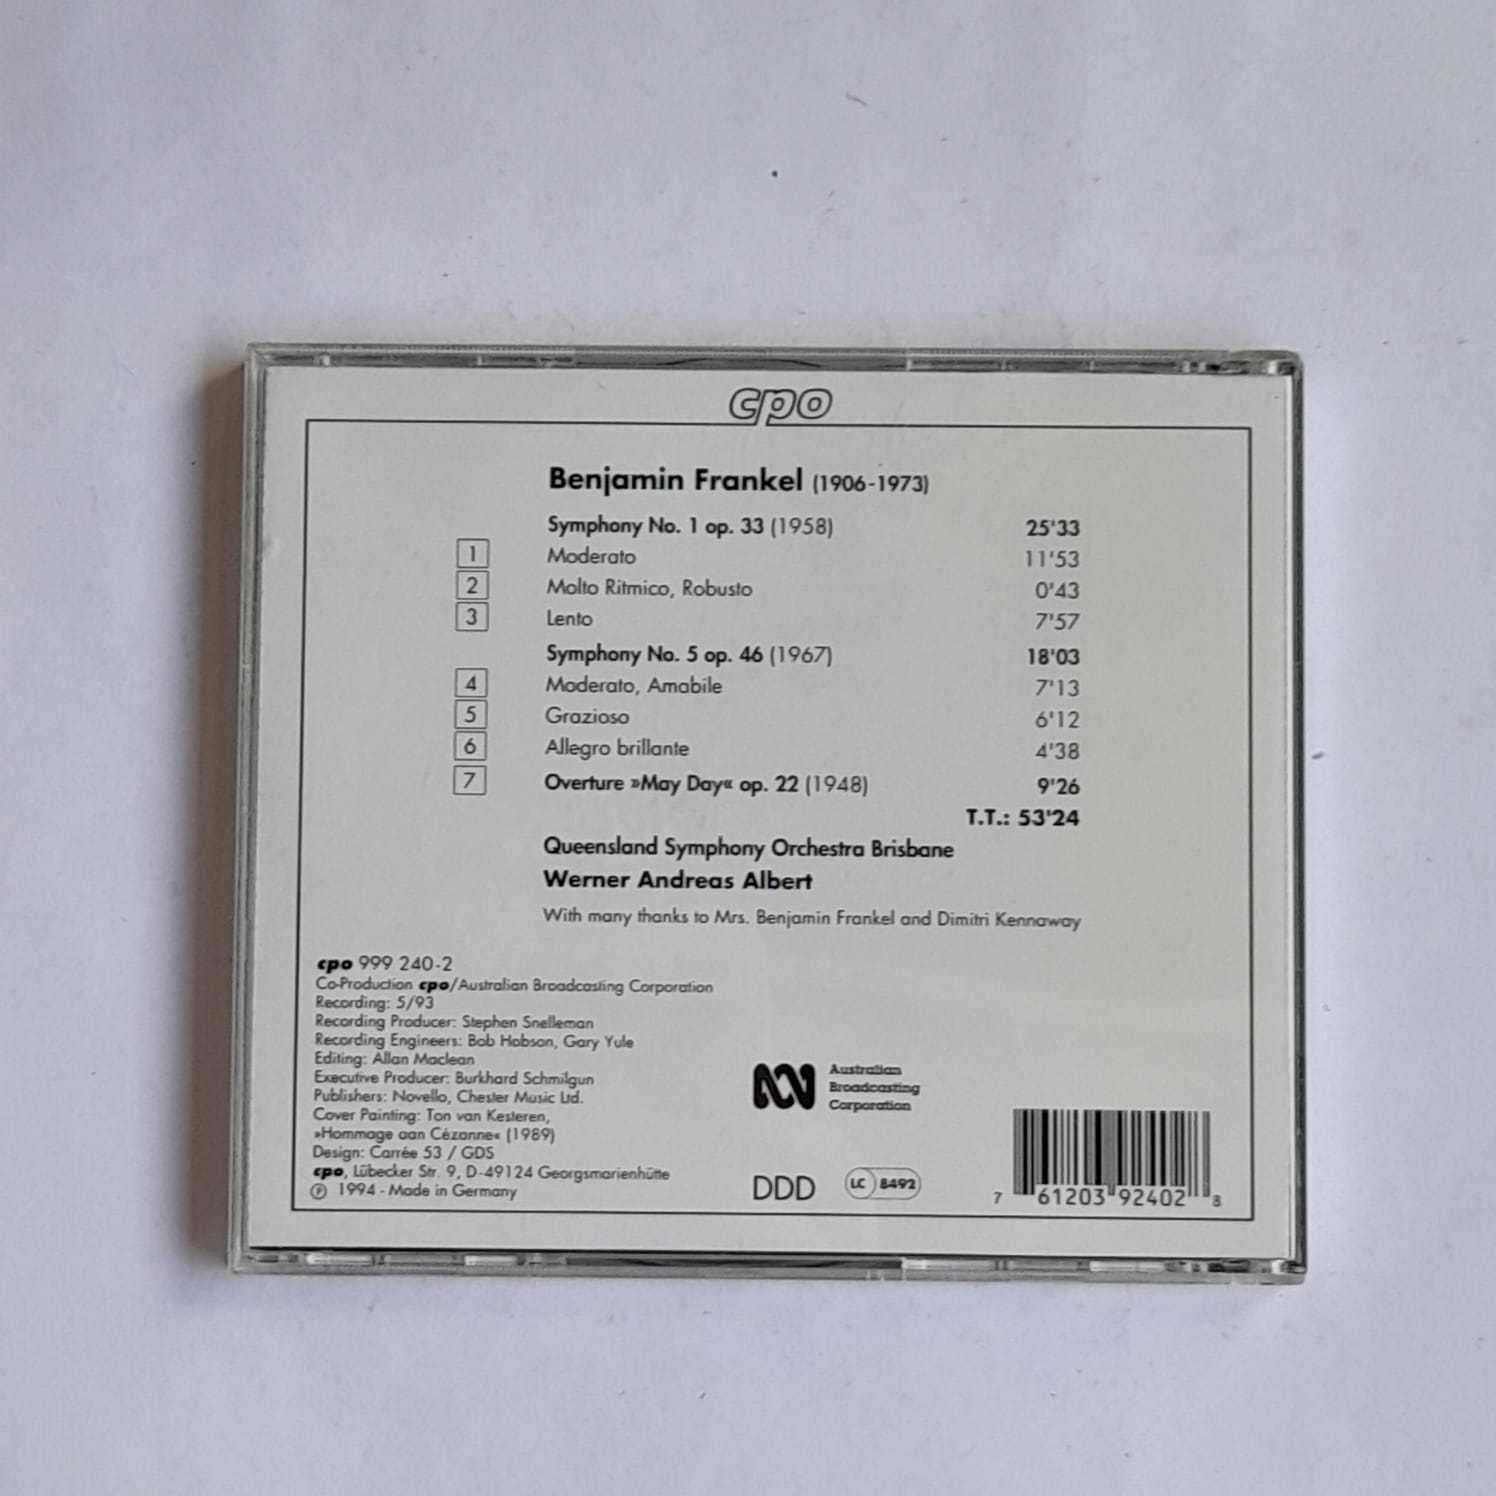 cpo
Benjamin Frankel (1906-1973)
Symphony No. 1 op. 33 (1958) 25'33
1 Moderato 11'53
2 Molto Ritmico, Robusto 0'43
3 Lento 7'57
Symphony No. 5 op. 46 (1967) 18'03
4 Moderato, Amabile 7'13
5 Grazioso 6'12
6 Allegro brillante 4'38
7 Overture »May Day« op. 22 (1948) 9'26
T.T.: 53'24
Queensland Symphony Orchestra Brisbane
Werner Andreas Albert
With many thanks to Mrs. Benjamin Frankel and Dimitri Kennaway
cpo 999 240-2
Co-Production cpo/Australian Broadcasting Corporation
Recording: 5/93
Recording Producer: Stephen Snelleman
Recording Engineers: Bob Hobson, Gary Yule
Editing: Allan Maclean
Executive Producer: Burkhard Schmilgun
Publishers: Novello, Chester Music Ltd.
Cover Painting: Ton van Kesteren,
»Hommage aan Cézanne« (1989)
Design: Carrée 53 / GDS
cpo, Lübecker Str. 9, D-49124 Georgsmarienhütte
℗ 1994 - Made in Germany
Australian
Broadcasting
Corporation
DDD
LC 8492
7 61203 92402 8